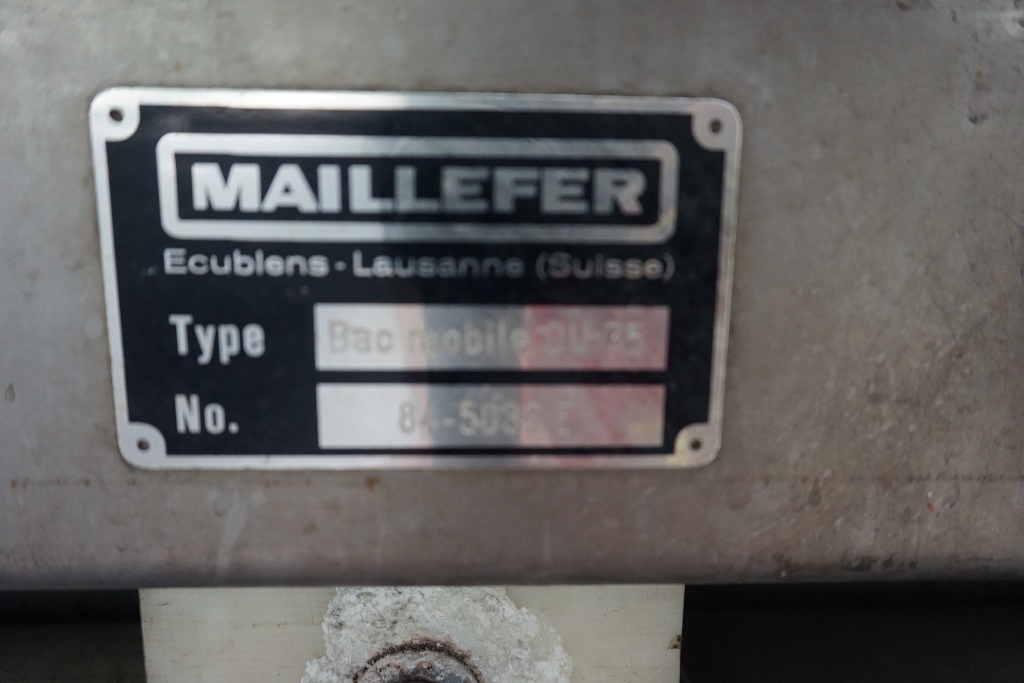 MAILLEFER
Ecublens - Lausanne (Suisse)
Type Bac mobile
No.